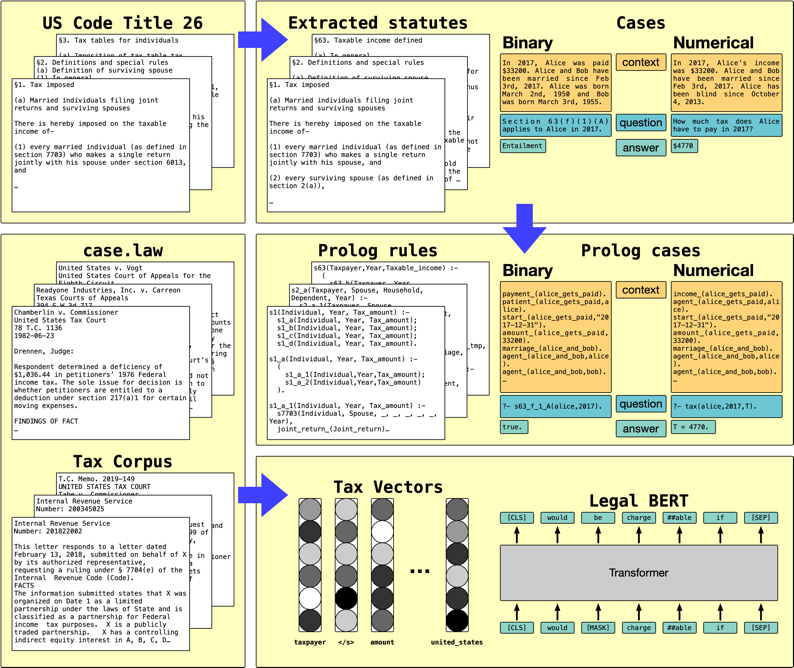 US Code Title 26
§3. Tax tables for individuals
(a) Imposition of tax table tax
§2. Definitions and special rules
(a) Definition of surviving spouse
(1) In general
§1. Tax imposed
(a) Married individuals filing joint
returns and surviving spouses
There is hereby imposed on the taxable
income of—
(1) every married individual (as defined in
section 7703) who makes a single return
jointly with his spouse under section 6013,
and
…
Extracted statutes
§63. Taxable income defined
(a) In general
§2. Definitions and special rules
(a) Definition of surviving spouse
§1. Tax imposed
(a) Married individuals filing joint
returns and surviving spouses
There is hereby imposed on the taxable
income of—
(1) every married individual (as defined in
section 7703) who makes a single return
jointly with his spouse, and
(2) every surviving spouse (as defined in
section 2(a)),
…
Cases
Binary
In 2017, Alice was paid
$33200. Alice and Bob have
been married since Feb
3rd, 2017. Alice was born
March 2nd, 1950 and Bob
was born March 3rd, 1955.
Section 63(f)(1)(A)
applies to Alice in 2017.
Entailment
context
question
answer
Numerical
In 2017, Alice's income
was $33200. Alice and Bob
have been married since
Feb 3rd, 2017. Alice has
been blind since October
4, 2013.
How much tax does Alice
have to pay in 2017?
$4770
case.law
United States v. Vogt
United States Court of Appeals for the
Eighth Circuit
Readyone Industries, Inc. v. Carreon
Texas Courts of Appeals
394 S.W.3d 717
Chamberlin v. Commissioner
United States Tax Court
78 T.C. 1136
1982-06-23
Drennen, Judge:
Respondent determined a deficiency of
$1,036.44 in petitioners' 1976 Federal
income tax. The sole issue for decision is
whether petitioners are entitled to a
deduction under section 217(a)1 for certain
moving expenses.
FINDINGS OF FACT
…
Prolog rules
s63(Taxpayer,Year,Taxable_income) :-
(
s2_a(Taxpayer, Spouse, Household,
Dependent, Year) :-
s1(Individual, Year, Tax_amount) :-
s1_a(Individual, Year, Tax_amount);
s1_b(Individual, Year, Tax_amount);
s1_c(Individual, Year, Tax_amount);
s1_d(Individual, Year, Tax_amount).
s1_a(Individual, Year, Tax_amount) :-
(
s1_a_1(Individual,Year,Tax_amount);
s1_a_2(Individual,Year,Tax_amount)
).
s1_a_1(Individual, Year, Tax_amount) :-
s7703(Individual, Spouse, _, _, _, _, _,
Year),
joint_return_(Joint_return)…
Prolog cases
Binary
payment_(alice_gets_paid).
patient_(alice_gets_paid,a
lice).
start_(alice_gets_paid,"2
017-12-31").
amount_(alice_gets_paid,
33200).
marriage_(alice_and_bob).
agent_(alice_and_bob,alice
).
agent_(alice_and_bob,bob).
…
?- s63_f_1_A(alice,2017).
true.
context
question
answer
Numerical
income_(alice_gets_paid).
agent_(alice_gets_paid,ali
ce).
start_(alice_gets_paid,"20
17-12-31").
amount_(alice_gets_paid,33
200).
marriage_(alice_and_bob).
agent_(alice_and_bob,alice
).
agent_(alice_and_bob,bob).
…
?- tax(alice,2017,T).
T = 4770.
Tax Corpus
T.C. Memo. 2019-149
UNITED STATES TAX COURT
Tabe v. Commissioner
Internal Revenue Service
Number: 200345025
Internal Revenue Service
Number: 201822002
This letter responds to a letter dated
February 13, 2018, submitted on behalf of X
by its authorized representative,
requesting a ruling under § 7704(e) of the
Internal Revenue Code (Code).
FACTS
The information submitted states that X was
organized on Date 1 as a limited
partnership under the laws of State and is
classified as a partnership for Federal
income tax purposes. X is a publicly
traded partnership. X has a controlling
indirect equity interest in A, B, C, D…
Tax Vectors
…
taxpayer </s> amount united_states
Legal BERT
[CLS] would be charge ##able if [SEP]
Transformer
[CLS] would [MASK] charge ##able if [SEP]